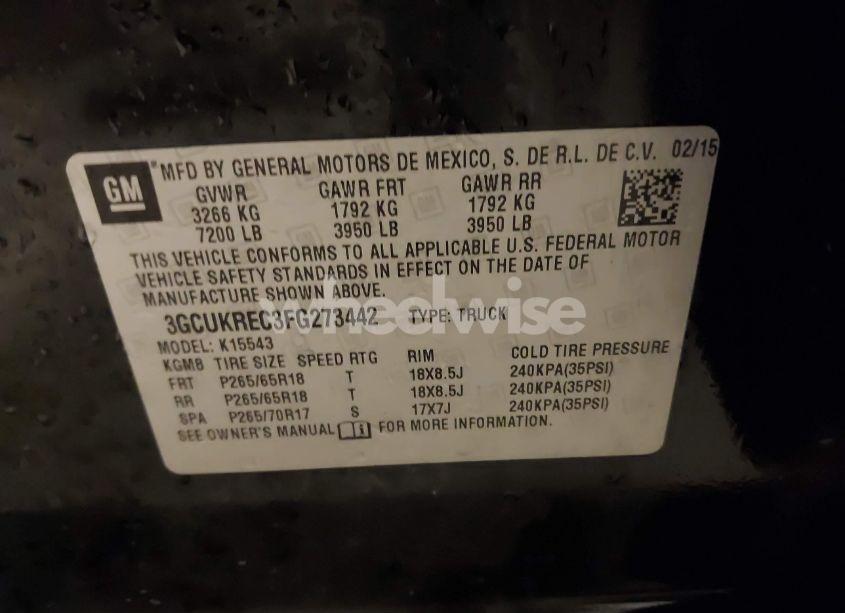 GM
*MFD BY GENERAL MOTORS DE MEXICO, S. DE R.L. DE C.V. 02/15
GVWR GAWR FRT GAWR RR
3266 KG 1792 KG 1792 KG
7200 LB 3950 LB 3950 LB
THIS VEHICLE CONFORMS TO ALL APPLICABLE U.S. FEDERAL MOTOR
VEHICLE SAFETY STANDARDS IN EFFECT ON THE DATE OF
MANUFACTURE SHOWN ABOVE.
3GCUKREC3FG273442 TYPE: TRUCK
wheelwise
MODEL: K15543
KGMB TIRE SIZE SPEED RTG RIM COLD TIRE PRESSURE
FRT P265/65R18 T 18X8.5J 240KPA(35PSI)
RR P265/65R18 T 18X8.5J 240KPA(35PSI)
SPA P265/70R17 S 17X7J 240KPA(35PSI)
SEE OWNER'S MANUAL FOR MORE INFORMATION.